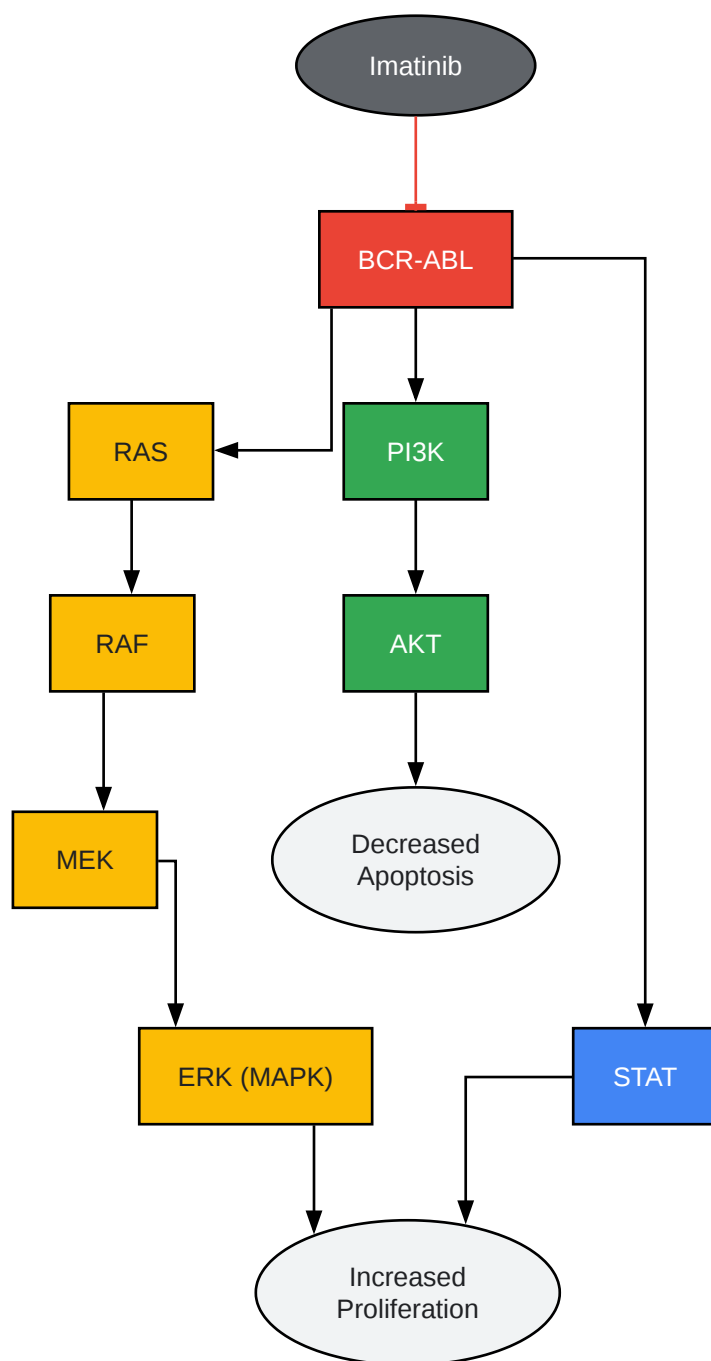 Imatinib
BCR-ABL
RAS
PI3K
RAF
AKT
Decreased
Apoptosis
MEK
ERK (MAPK)
STAT
Increased
Proliferation